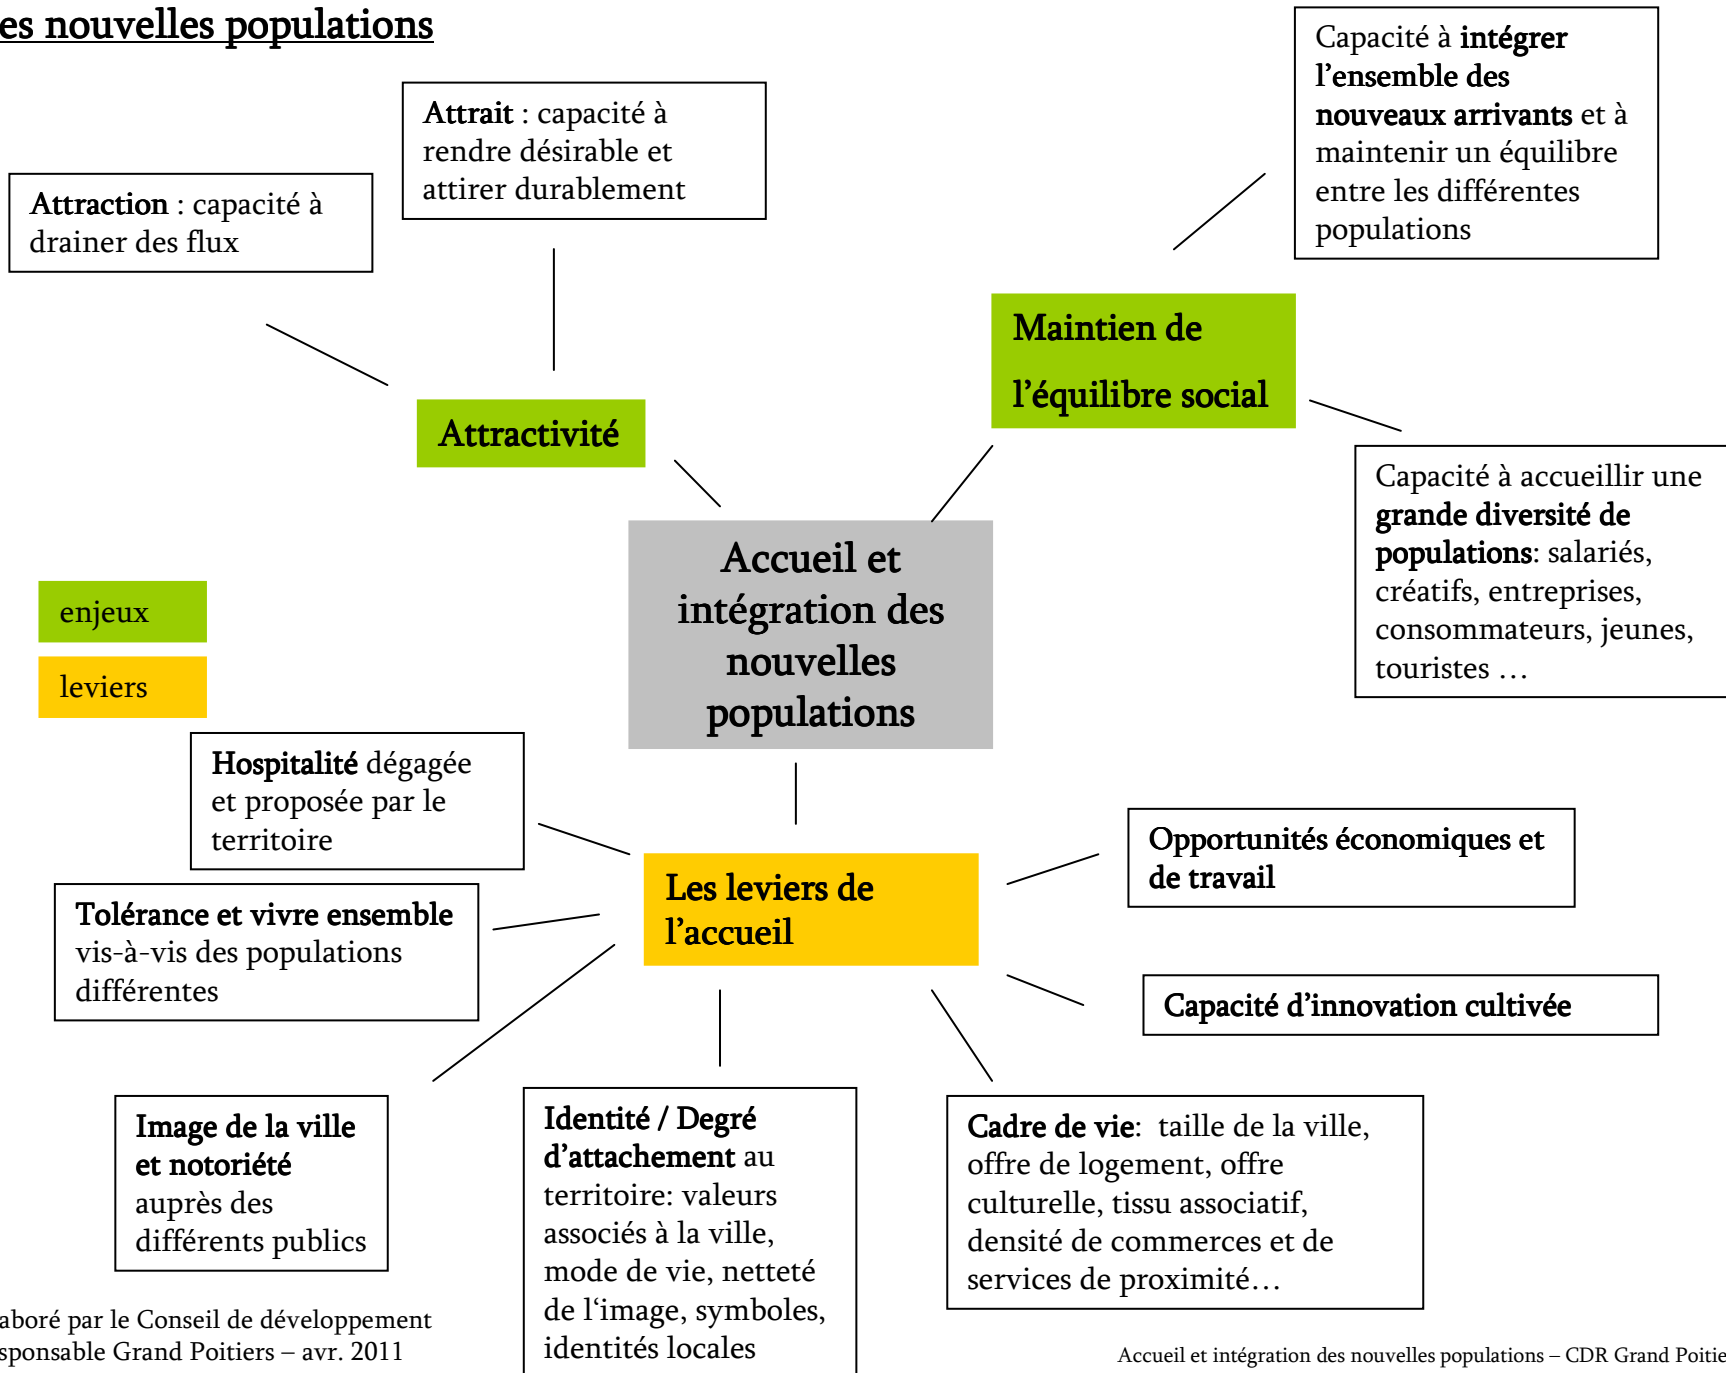 es nouvelles populations
Capacité à intégrer
l’ensemble des
nouveaux arrivants et à
maintenir un équilibre
entre les différentes
populations
Attrait : capacité à
rendre désirable et
attirer durablement
Attraction : capacité à
drainer des flux
Maintien de
l’équilibre social
Attractivité
Capacité à accueillir une
grande diversité de
populations: salariés,
créatifs, entreprises,
consommateurs, jeunes,
touristes …
Accueil et
intégration des
nouvelles
populations
enjeux
leviers
Hospitalité dégagée
et proposée par le
territoire
Opportunités économiques et
de travail
Les leviers de
l’accueil
Tolérance et vivre ensemble
vis-à-vis des populations
différentes
Capacité d’innovation cultivée
Image de la ville
et notoriété
auprès des
différents publics
Identité / Degré
d’attachement au
territoire: valeurs
associés à la ville,
mode de vie, netteté
de l‘image, symboles,
identités locales
Cadre de vie:  taille de la ville,
offre de logement, offre
culturelle, tissu associatif,
densité de commerces et de
services de proximité…
aboré par le Conseil de développement
sponsable Grand Poitiers – avr. 2011
Accueil et intégration des nouvelles populations – CDR Grand Poitie